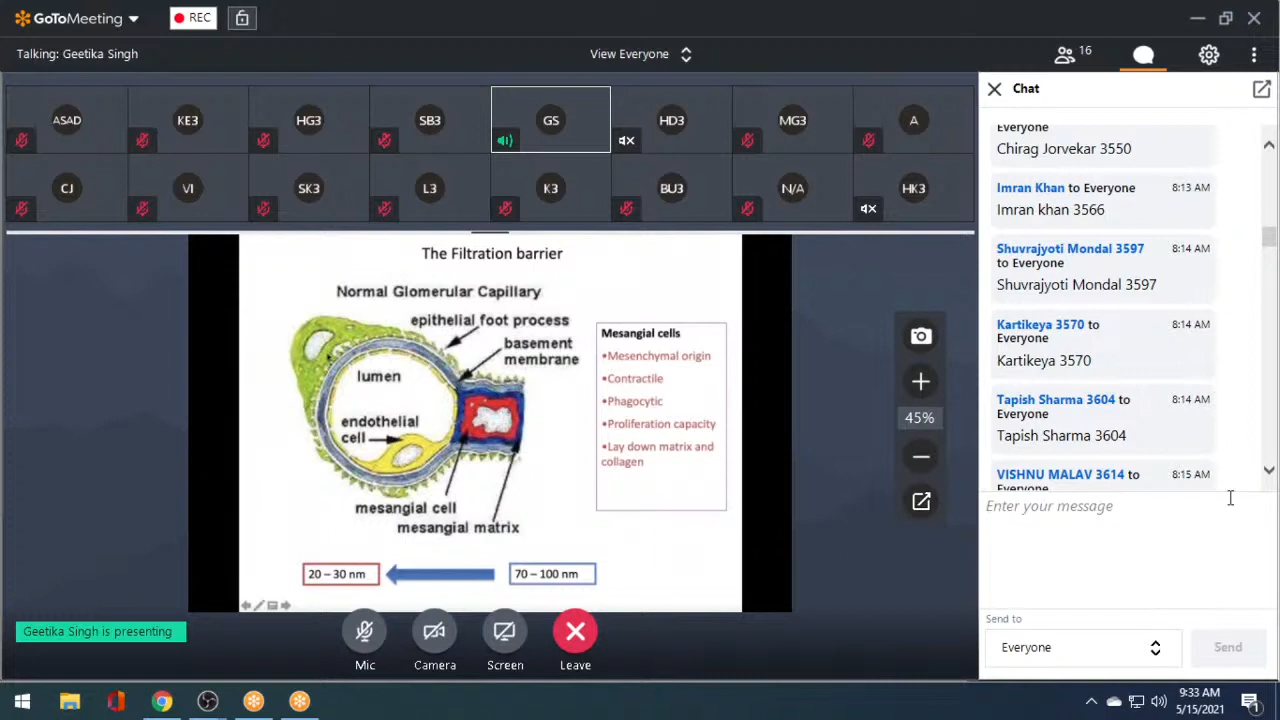 GoToMeeting
REC
Talking: Geetika Singh
View Everyone
16
Chat
ASAD
KE3
HG3
SB3
GS
HD3
MG3
A
CJ
VI
SK3
L3
K3
BU3
N/A
HK3
The Filtration barrier
Normal Glomerular Capillary
epithelial foot process
basement
membrane
lumen
endothelial
cell
mesangial cell
mesangial matrix
Mesangial cells
•Mesenchymal origin
•Contractile
•Phagocytic
•Proliferation capacity
•Lay down matrix and
collagen
20 – 30 nm
70 – 100 nm
45%
Geetika Singh is presenting
Mic
Camera
Screen
Leave
Everyone
Chirag Jorvekar 3550
Imran Khan to Everyone 8:13 AM
Imran khan 3566
Shuvrajyoti Mondal 3597 8:14 AM
to Everyone
Shuvrajyoti Mondal 3597
Kartikeya 3570 to 8:14 AM
Everyone
Kartikeya 3570
Tapish Sharma 3604 to 8:14 AM
Everyone
Tapish Sharma 3604
VISHNU MALAV 3614 to 8:15 AM
Everyone
Enter your message
Send to
Everyone
Send
9:33 AM
5/15/2021
1